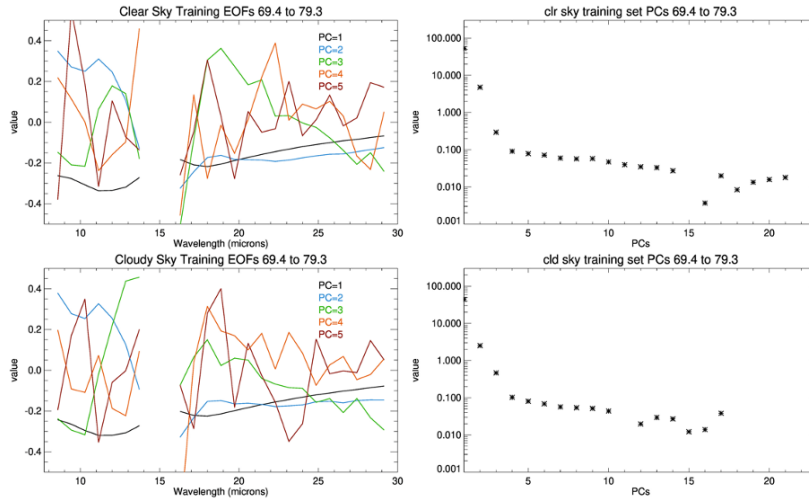 Clear Sky Training EOFs 69.4 to 79.3
clr sky training set PCs 69.4 to 79.3
value
0.4
0.2
0.0
-0.2
-0.4
PC=1
PC=2
PC=3
PC=4
PC=5
10 15 20 25 30
Wavelength (microns)
value
100.000
10.000
1.000
0.100
0.010
0.001
5 10 15 20
PCs
Cloudy Sky Training EOFs 69.4 to 79.3
cld sky training set PCs 69.4 to 79.3
value
0.4
0.2
0.0
-0.2
-0.4
PC=1
PC=2
PC=3
PC=4
PC=5
10 15 20 25 30
Wavelength (microns)
value
100.000
10.000
1.000
0.100
0.010
0.001
5 10 15 20
PCs